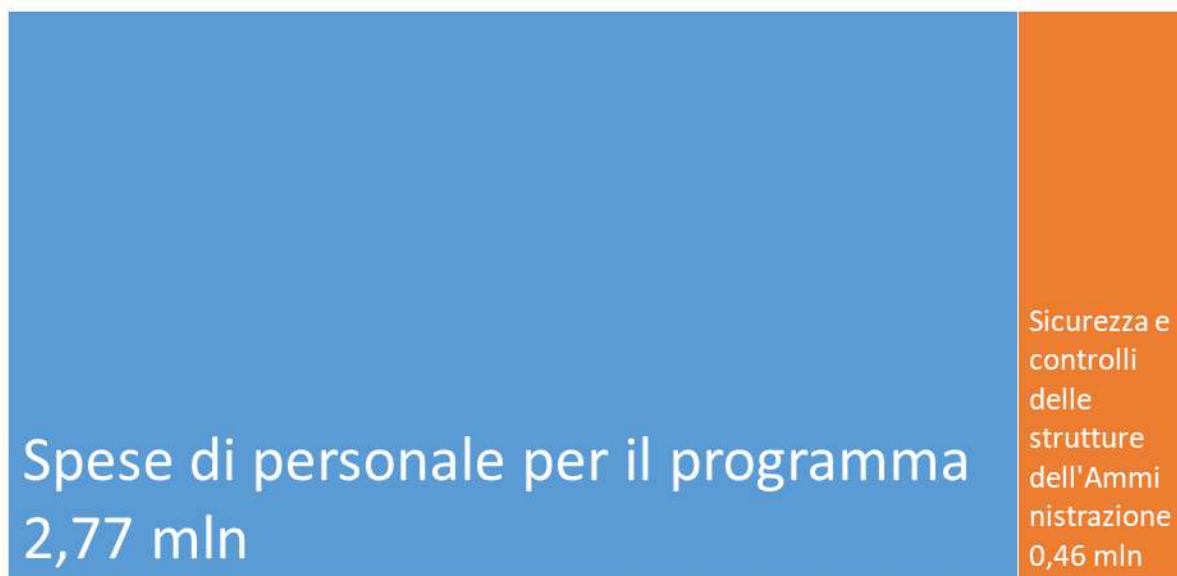 Spese di personale per il programma
2,77 mln
Sicurezza e
controlli
delle
strutture
dell'Ammi
nistrazione
0,46 mln